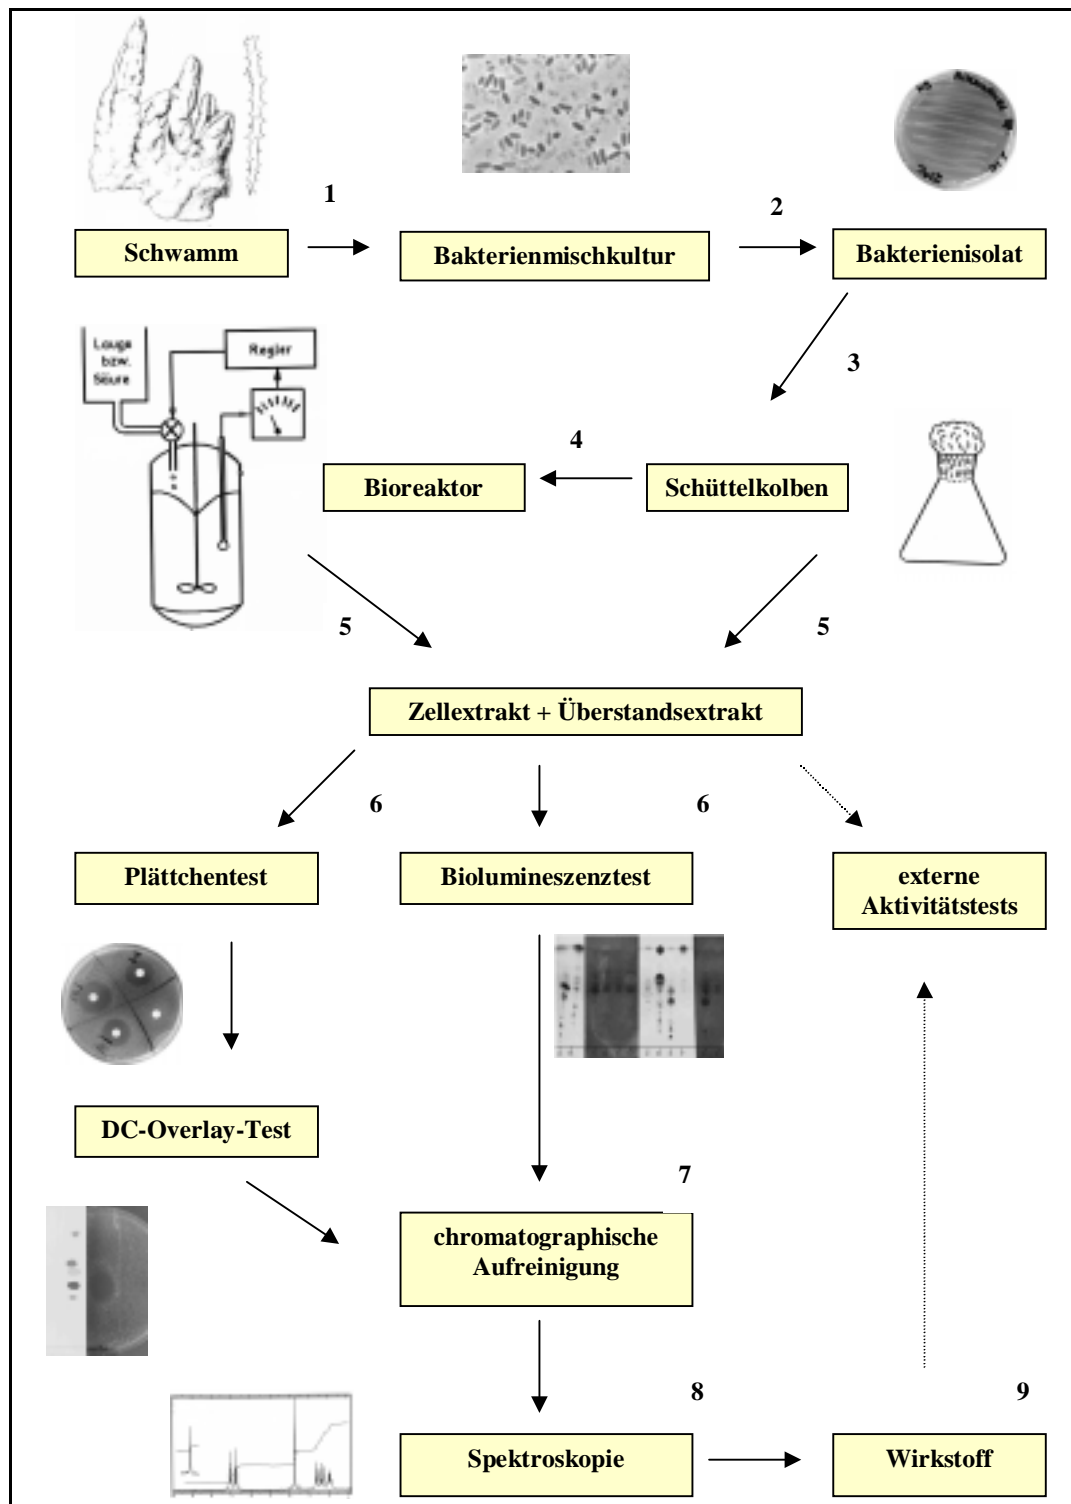 1
2
Schwamm
Bakterienmischkultur
Bakterienisolat
Lauge
bzw.
Säure
Regler
3
4
Bioreaktor
Schüttelkolben
5
5
Zellextrakt + Überstandsextrakt
6
6
Plättchentest
Biolumineszenztest
externe
Aktivitätstests
DC-Overlay-Test
7
chromatographische
Aufreinigung
8
9
Spektroskopie
Wirkstoff